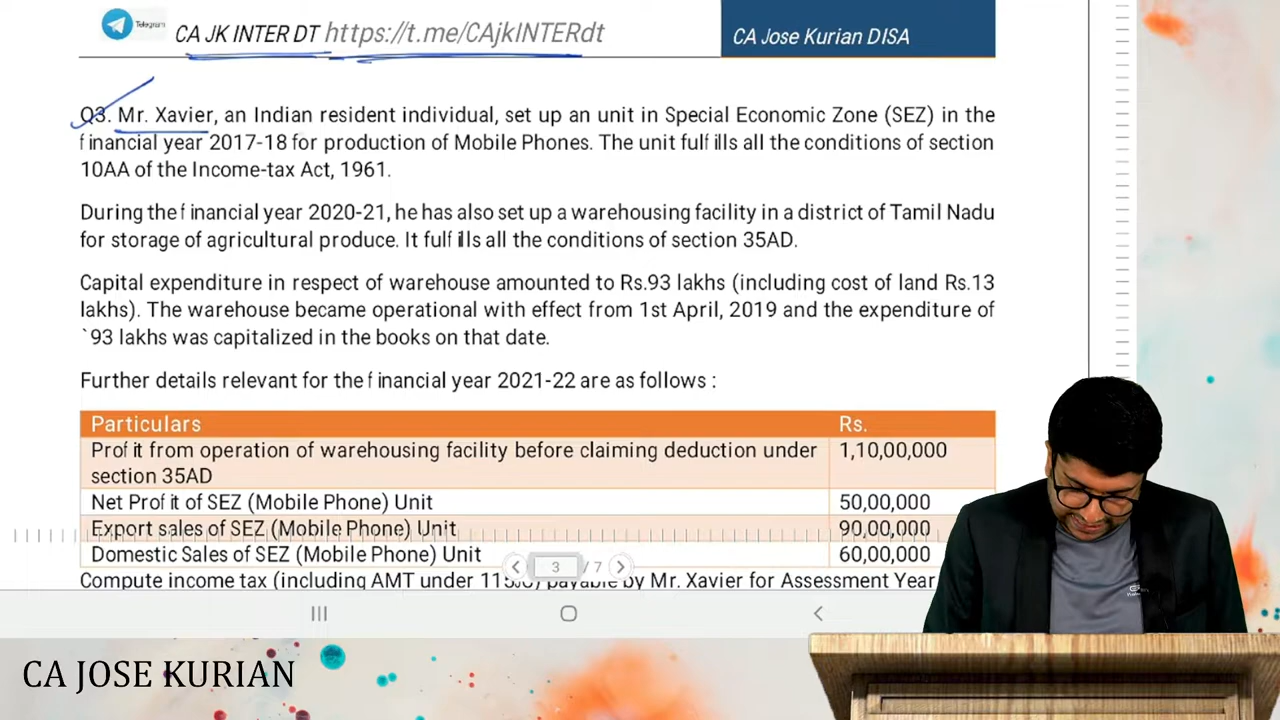 Telegram
CA JK INTER DT https://t.me/CAjkINTERdt
CA Jose Kurian DISA
Q3. Mr. Xavier, an Indian resident individual, set up an unit in Special Economic Zone (SEZ) in the
financial year 2017-18 for production of Mobile Phones. The unit fulfills all the conditions of section
10AA of the Income-tax Act, 1961.
During the financial year 2020-21, he has also set up a warehousing facility in a district of Tamil Nadu
for storage of agricultural produce. It fulfills all the conditions of section 35AD.
Capital expenditure in respect of warehouse amounted to Rs.93 lakhs (including cost of land Rs.13
lakhs). The warehouse became operational with effect from 1st April, 2019 and the expenditure of
`93 lakhs was capitalized in the books on that date.
Further details relevant for the financial year 2021-22 are as follows :
Particulars Rs.
Profit from operation of warehousing facility before claiming deduction under 1,10,00,000
section 35AD
Net Profit of SEZ (Mobile Phone) Unit 50,00,000
Export sales of SEZ (Mobile Phone) Unit 90,00,000
Domestic Sales of SEZ (Mobile Phone) Unit 60,00,000
3 / 7
Compute income tax (including AMT under payable by Mr. Xavier for Assessment Year
CA JOSE KURIAN